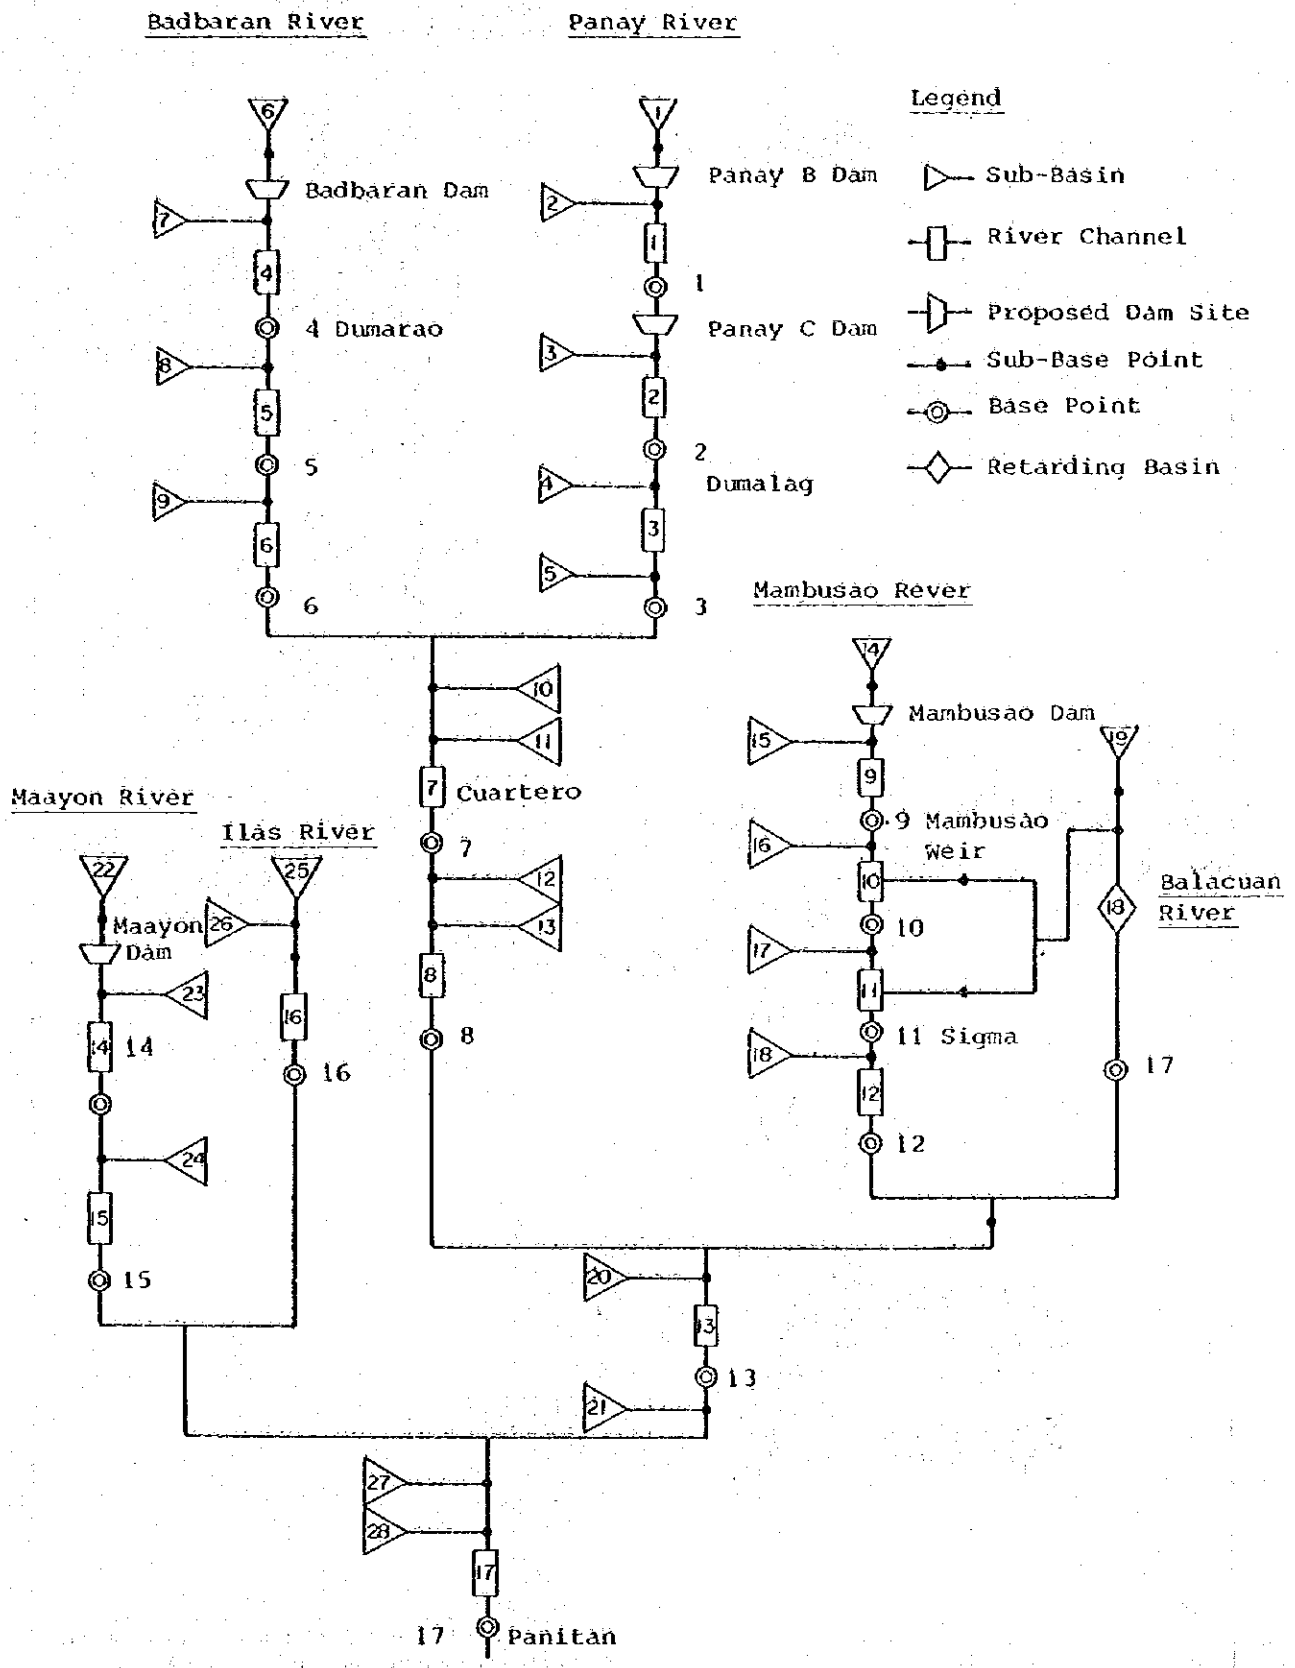 Badbaran River
Panay River
Legend
Sub-Basin
River Channel
Proposed Dam Site
Sub-Base Point
Base Point
Retarding Basin
6
Badbaran Dam
7
4
4 Dumarao
8
5
5
9
6
6
1
Panay B Dam
2
1
1
Panay C Dam
3
2
2
Dumalag
4
3
5
3
10
11
7
Cuartero
7
12
13
8
8
Mambusao Rever
14
Mambusao Dam
15
9
9 Mambusao
Weir
16
10
10
17
11
11 Sigma
18
12
12
19
Balacuan
River
18
17
Maayon River
22
Maayon
Dam
23
14
14
24
15
15
Ilas River
25
26
16
16
20
13
13
21
27
28
17
17
Panitan